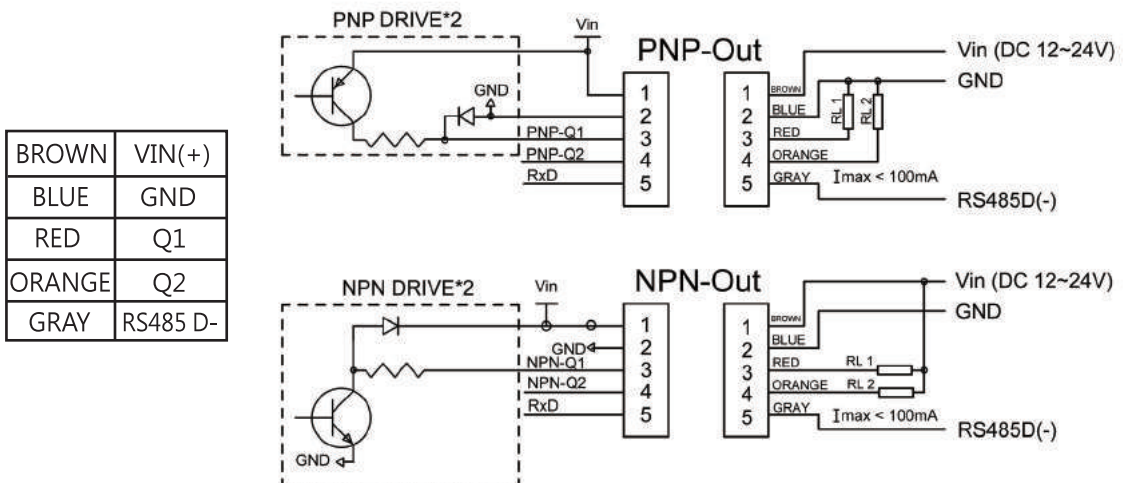 BROWN VIN(+)
BLUE GND
RED Q1
ORANGE Q2
GRAY RS485 D-
PNP DRIVE*2
Vin
GND
PNP-Q1
PNP-Q2
RxD
PNP-Out
1
2
3
4
5
1
2
3
4
5
BROWN
BLUE
RED
ORANGE
GRAY
RL 1
RL 2
Imax < 100mA
Vin (DC 12~24V)
GND
RS485D(-)
NPN DRIVE*2
Vin
GND
NPN-Q1
NPN-Q2
RxD
GND
NPN-Out
1
2
3
4
5
1
2
3
4
5
BROWN
BLUE
RED
ORANGE
GRAY
RL 1
RL 2
Imax < 100mA
Vin (DC 12~24V)
GND
RS485D(-)